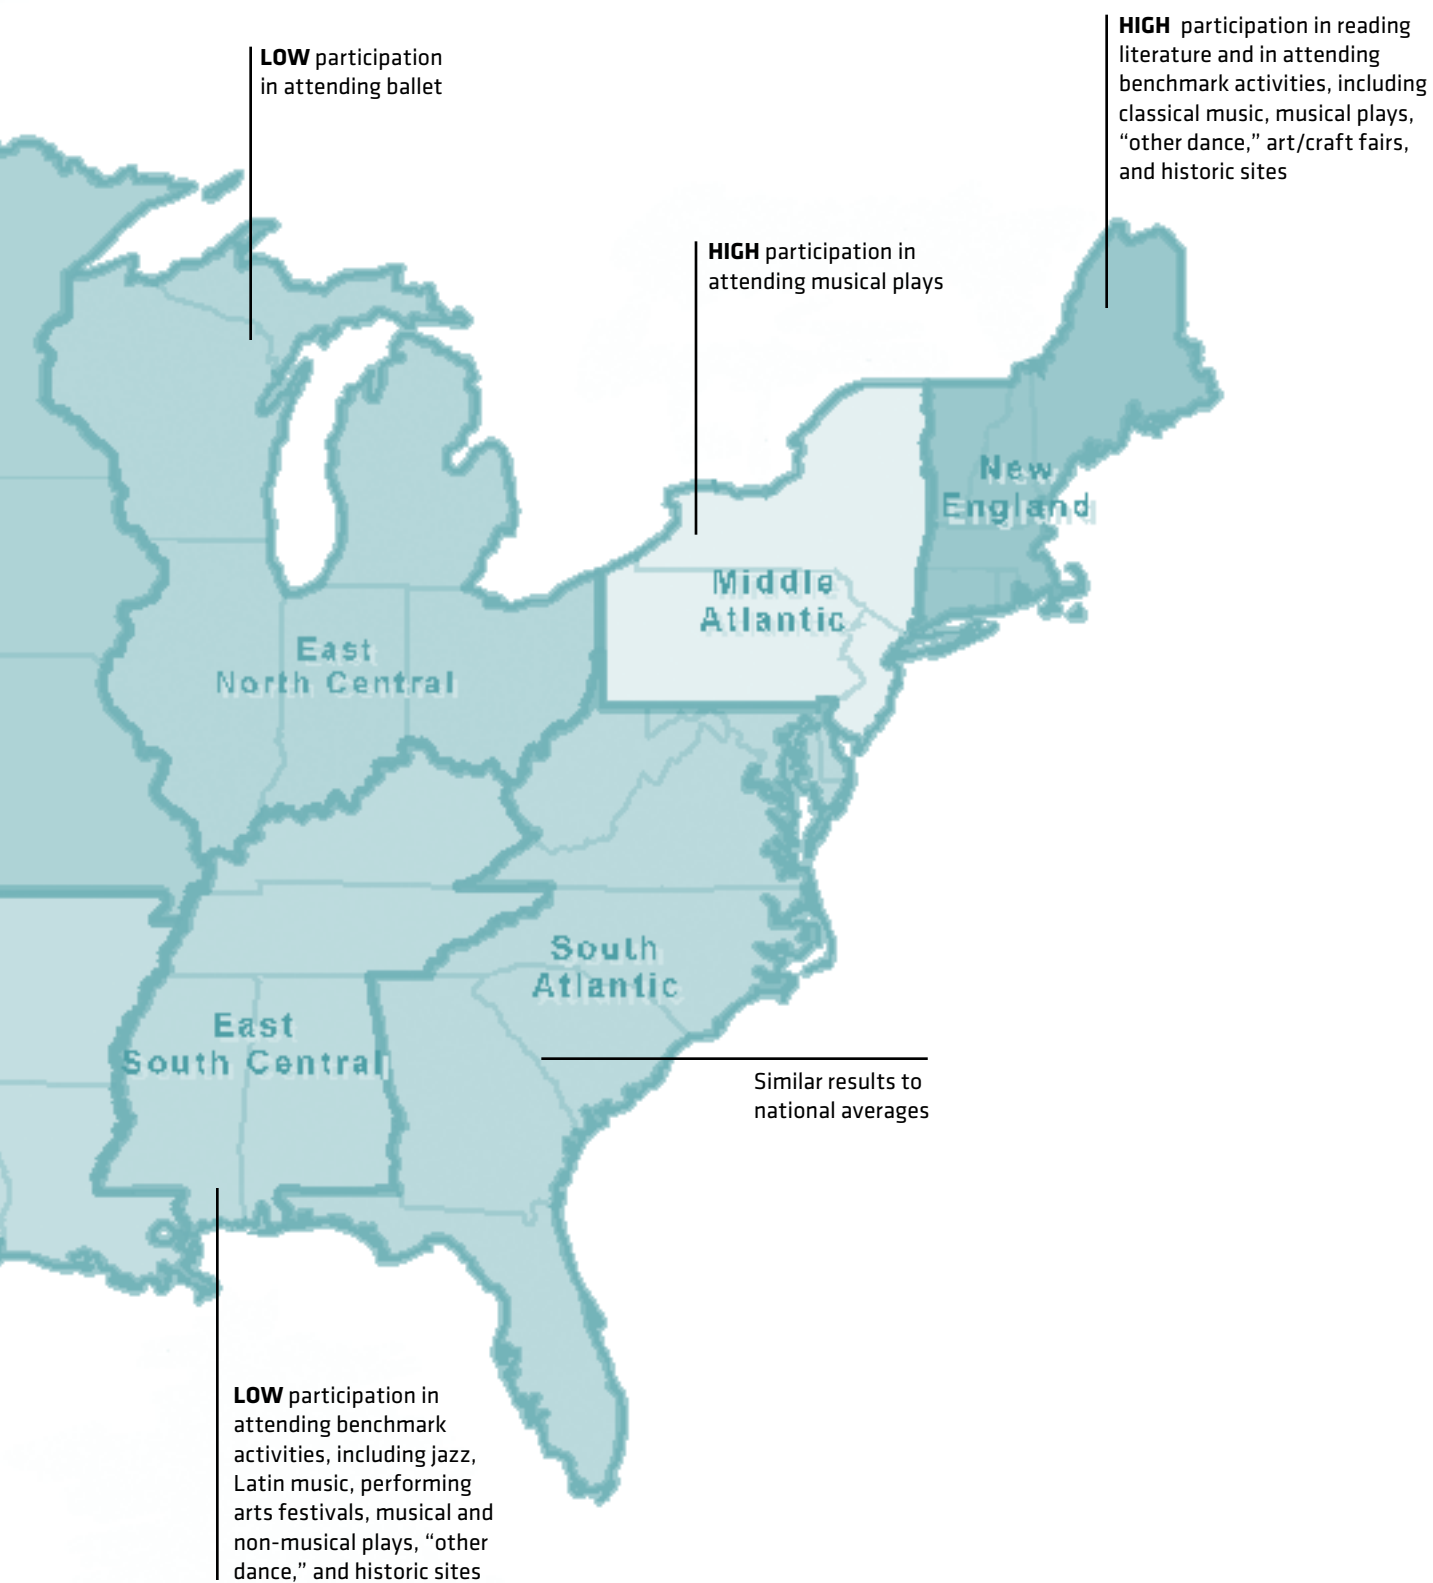 LOW participation
in attending ballet
HIGH participation in reading
literature and in attending
benchmark activities, including
classical music, musical plays,
“other dance,” art/craft fairs,
and historic sites
HIGH participation in
attending musical plays
New
England
Middle
Atlantic
East
North Central
South
Atlantic
East
South Central
Similar results to
national averages
LOW participation in
attending benchmark
activities, including jazz,
Latin music, performing
arts festivals, musical and
non-musical plays, “other
dance,” and historic sites